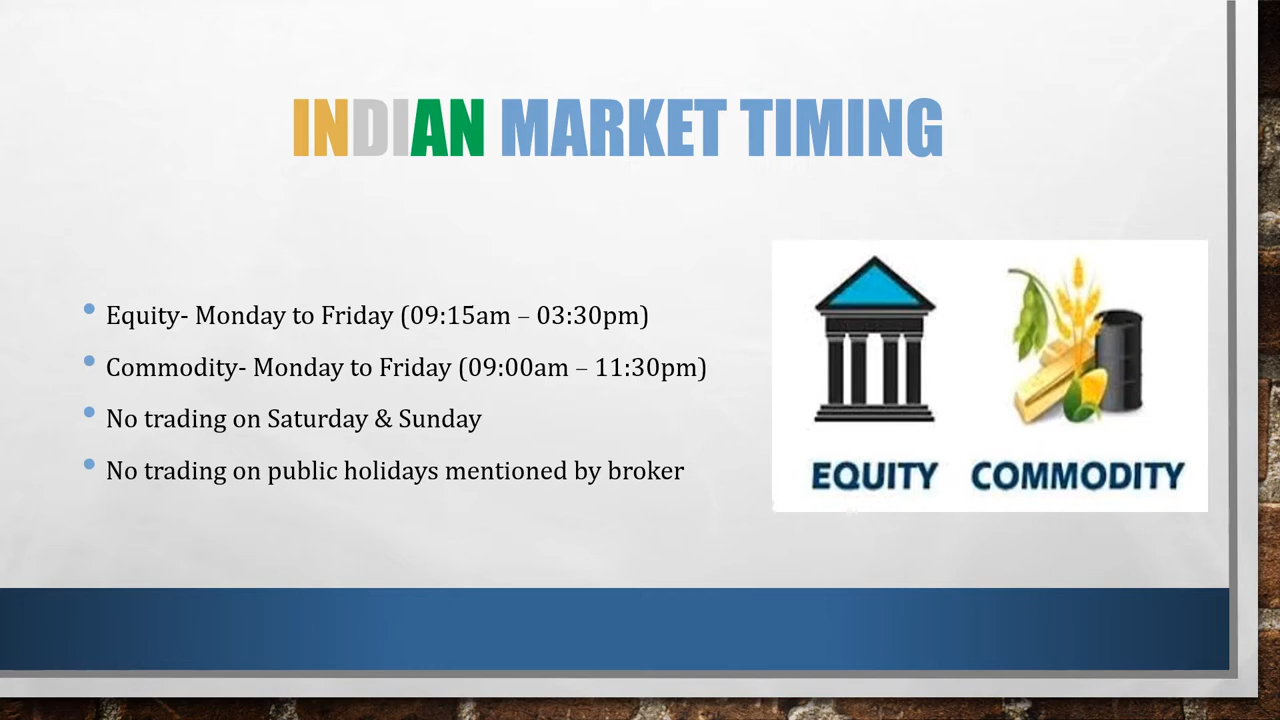 INDIAN MARKET TIMING
• Equity- Monday to Friday (09:15am – 03:30pm)
• Commodity- Monday to Friday (09:00am – 11:30pm)
• No trading on Saturday & Sunday
• No trading on public holidays mentioned by broker
EQUITY COMMODITY